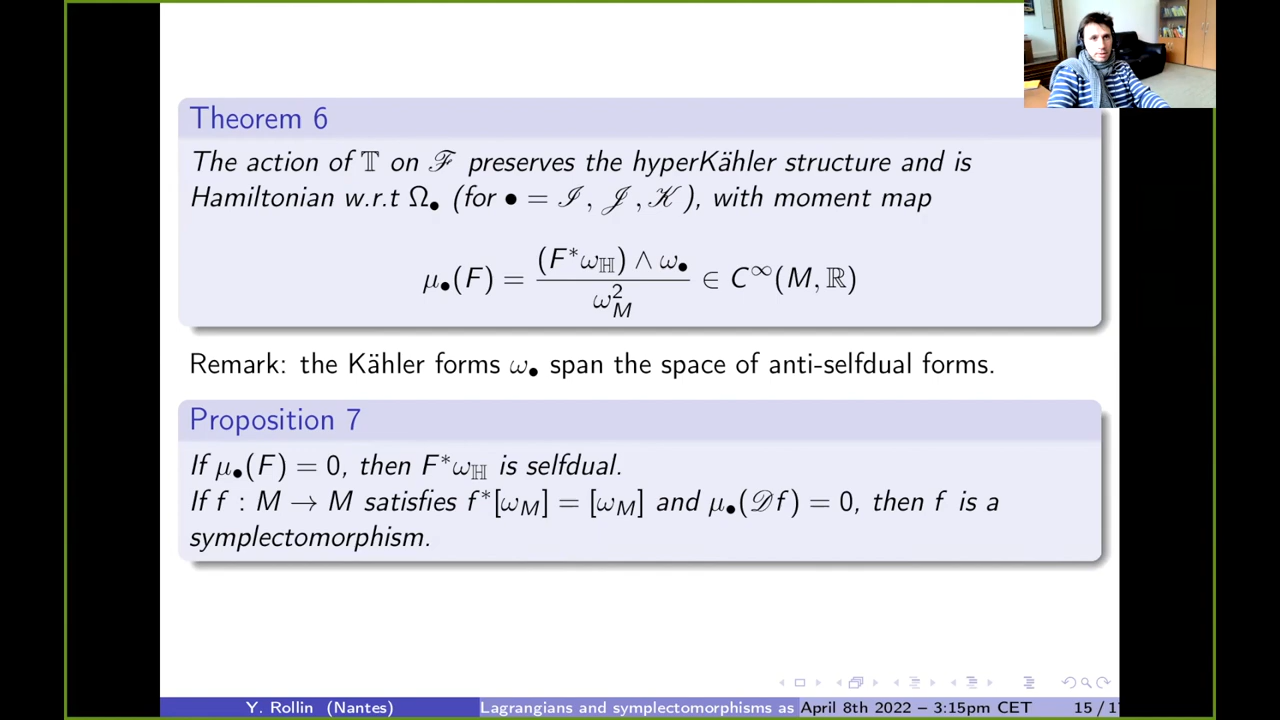 Theorem 6
The action of 𝕋 on ℱ preserves the hyperKähler structure and is
Hamiltonian w.r.t Ω• (for • = ℐ, 𝒥, 𝒦), with moment map
μ•(F) = (F*ω_ℍ) ∧ ω• / ω_M^2 ∈ C^∞(M, ℝ)
Remark: the Kähler forms ω• span the space of anti-selfdual forms.
Proposition 7
If μ•(F) = 0, then F*ω_ℍ is selfdual.
If f : M → M satisfies f*[ω_M] = [ω_M] and μ•(𝒟f) = 0, then f is a
symplectomorphism.
Y. Rollin (Nantes) Lagrangians and symplectomorphisms as April 8th 2022 – 3:15pm CET 15 / 1